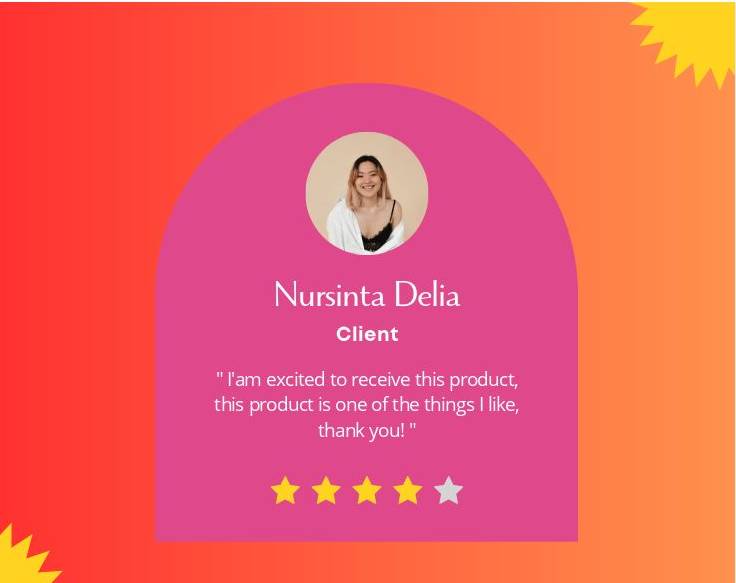 Nursinta Delia
Client
" I'am excited to receive this product,
this product is one of the things I like,
thank you! "